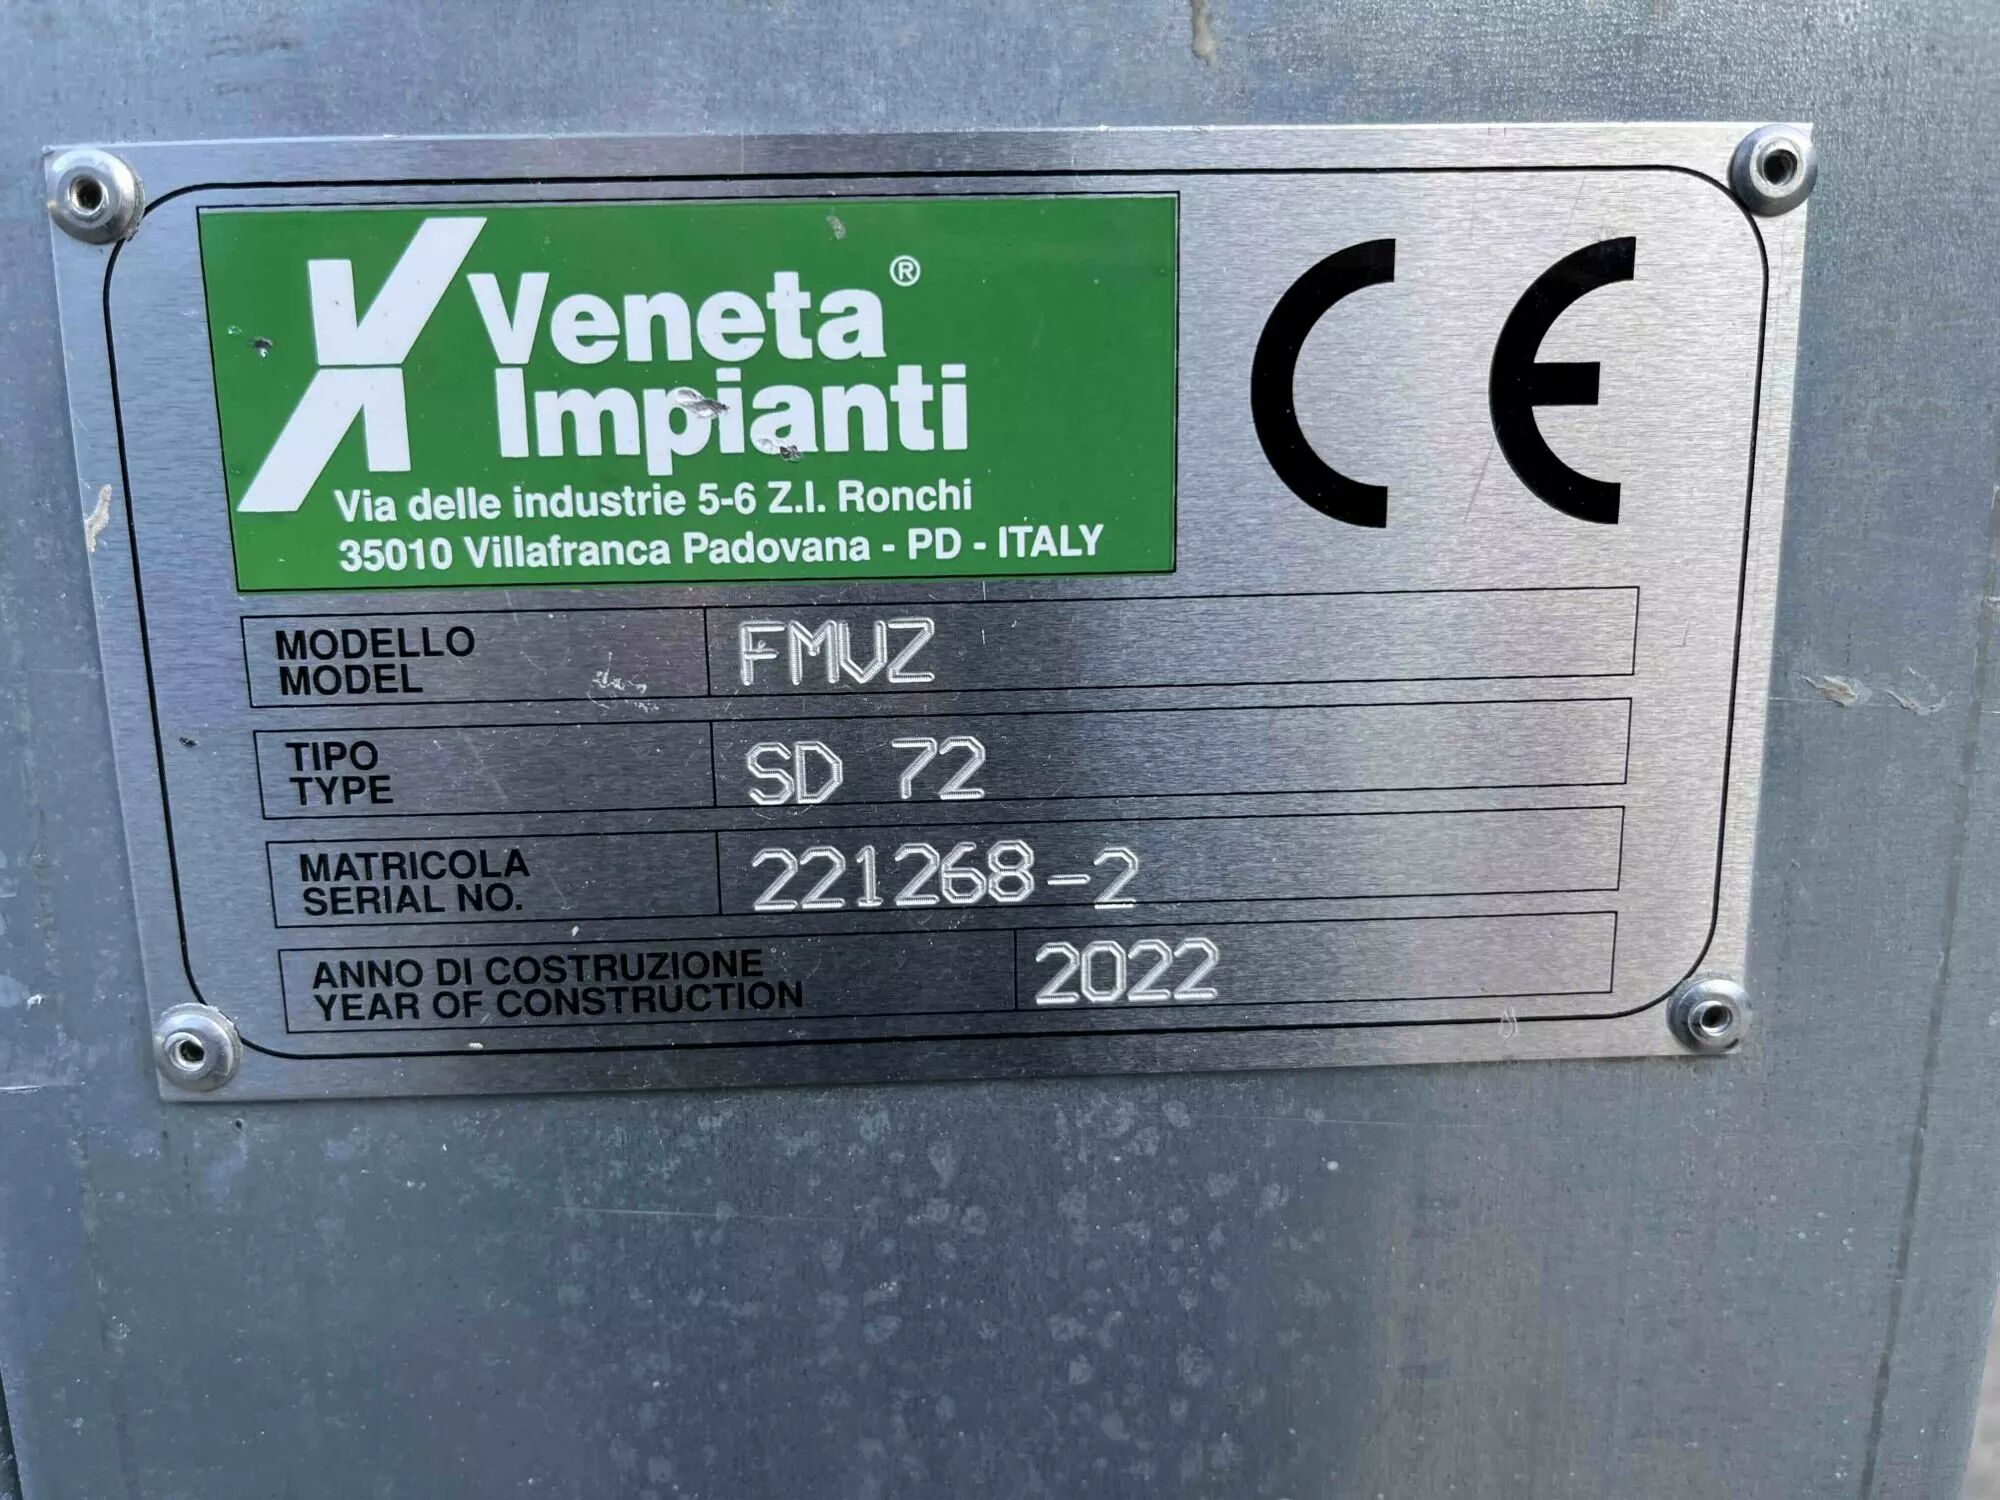 Veneta®
Impianti
Via delle industrie 5-6 Z.I. Ronchi
35010 Villafranca Padovana - PD - ITALY
CE
MODELLO
MODEL
FMVZ
TIPO
TYPE
SD 72
MATRICOLA
SERIAL NO.
221268-2
ANNO DI COSTRUZIONE
YEAR OF CONSTRUCTION
2022